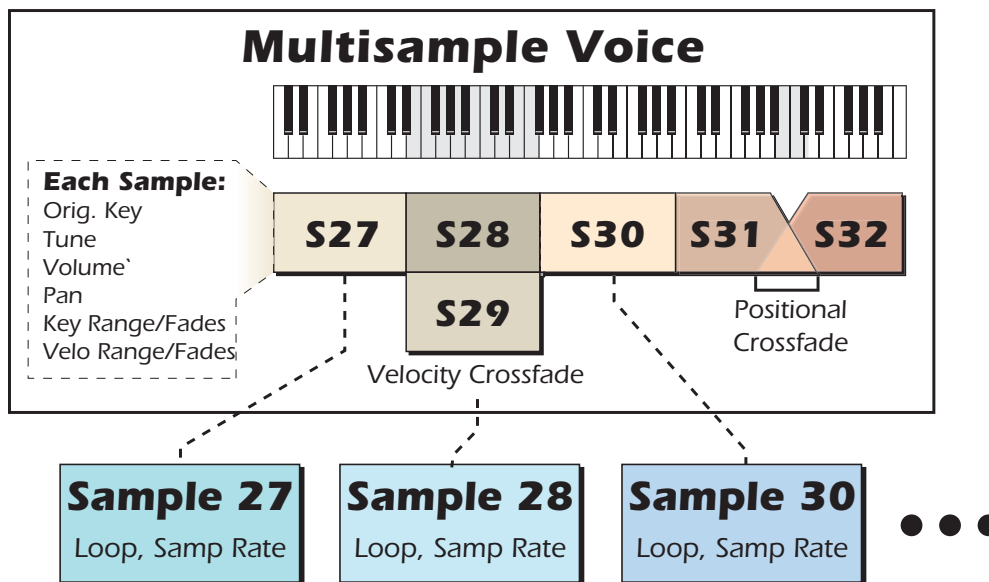 Multisample Voice
Each Sample:
Orig. Key
Tune
Volume`
Pan
Key Range/Fades
Velo Range/Fades
S27
S28
S30
S31
S32
S29
Positional
Crossfade
Velocity Crossfade
Sample 27
Loop, Samp Rate
Sample 28
Loop, Samp Rate
Sample 30
Loop, Samp Rate